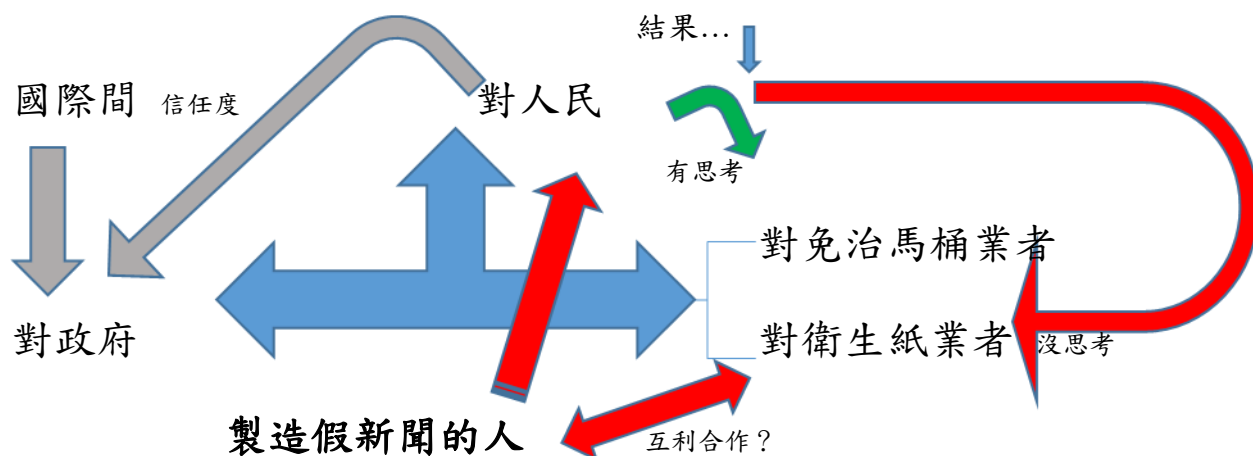 結果…
國際間 信任度
對人民
有思考
對免治馬桶業者
對政府
對衛生紙業者 沒思考
製造假新聞的人
互利合作？